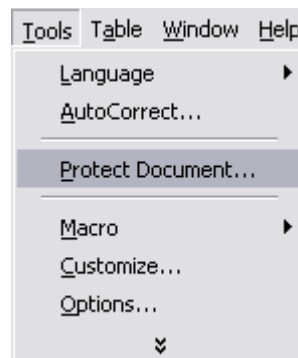 Tools Table Window Help
Language
AutoCorrect...
Protect Document...
Macro
Customize...
Options...